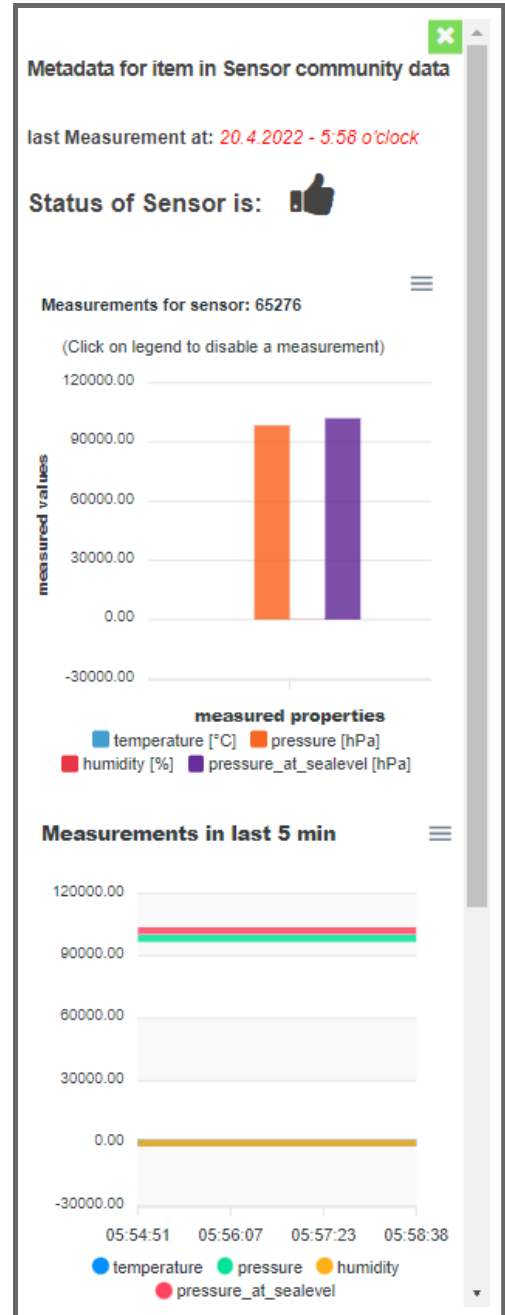 Metadata for item in Sensor community data
last Measurement at: 20.4.2022 - 5:58 o'clock
Status of Sensor is:
Measurements for sensor: 65276
(Click on legend to disable a measurement)
120000.00
90000.00
60000.00
30000.00
0.00
-30000.00
measured values
measured properties
temperature [°C] pressure [hPa]
humidity [%] pressure_at_sealevel [hPa]
Measurements in last 5 min
120000.00
90000.00
60000.00
30000.00
0.00
-30000.00
05:54:51 05:56:07 05:57:23 05:58:38
temperature pressure humidity
pressure_at_sealevel